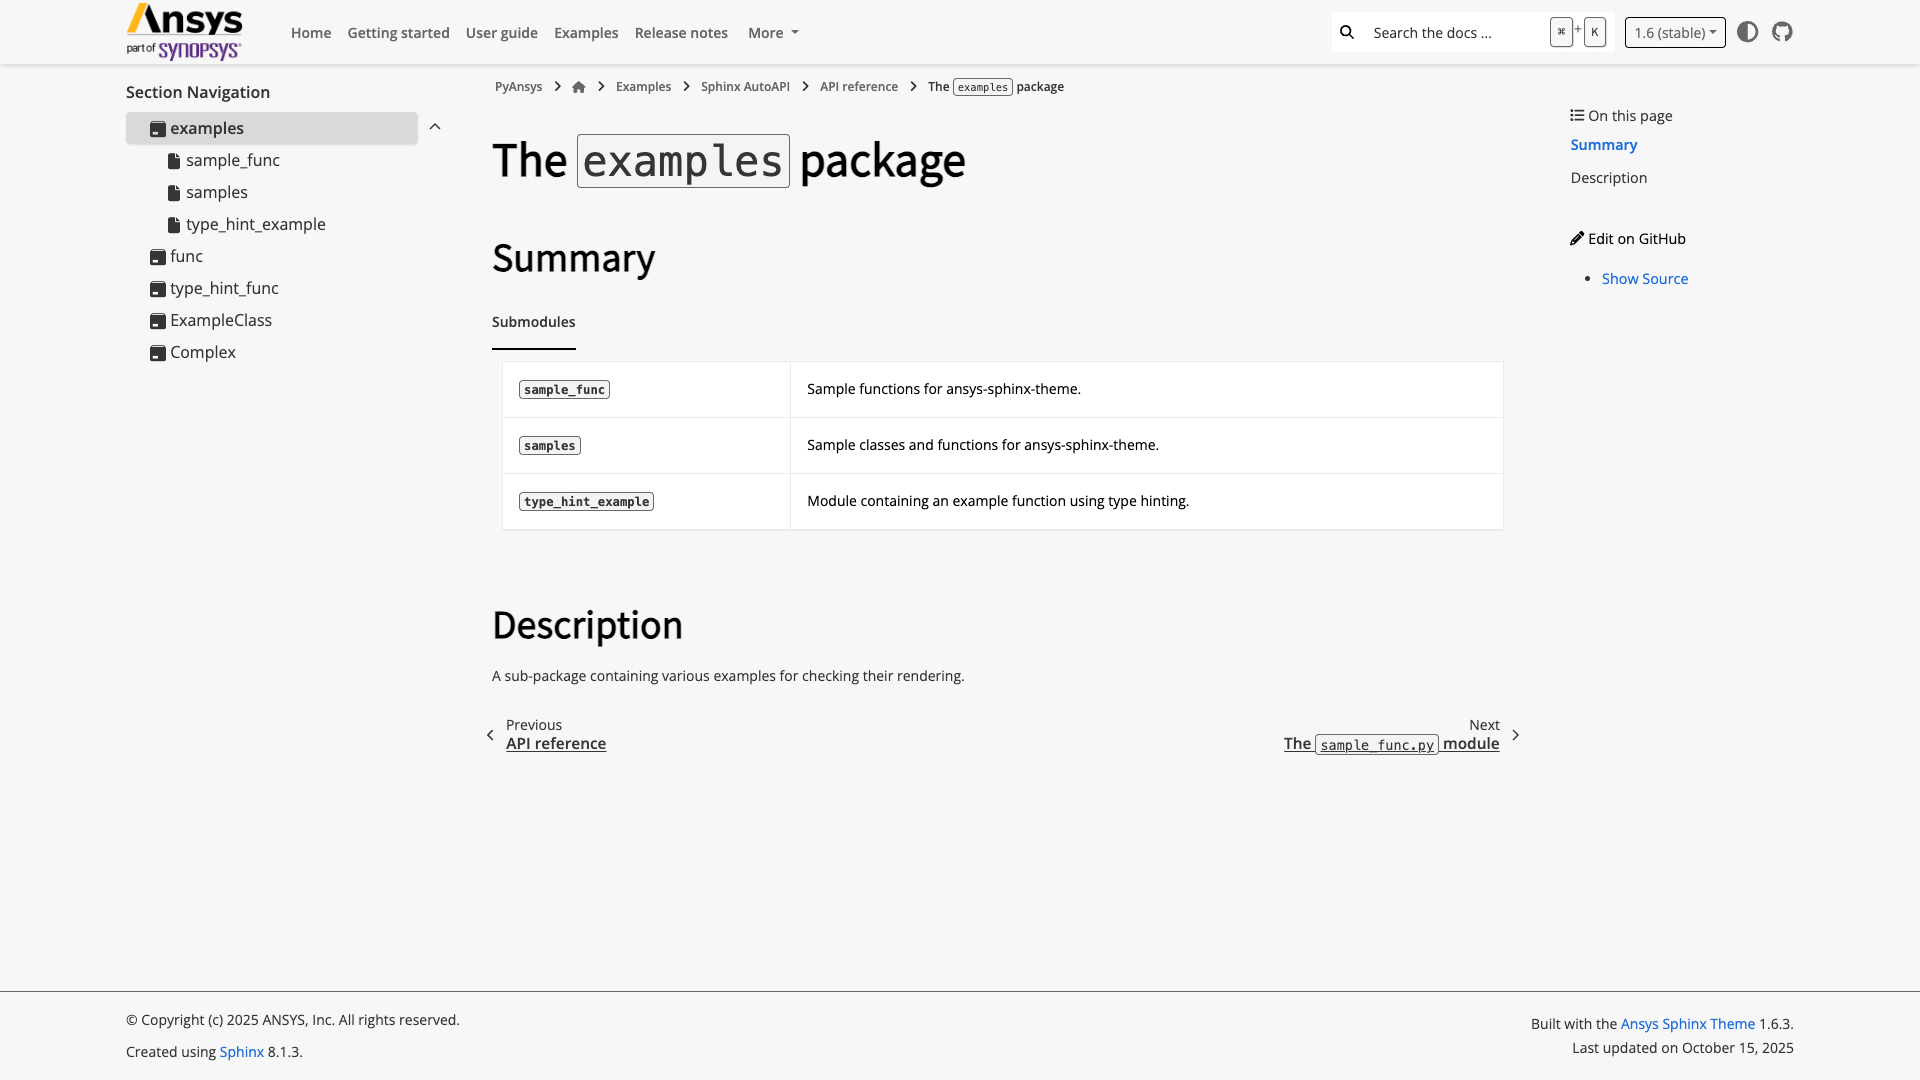 Ansys
part of SYNOPSYS
Home Getting started User guide Examples Release notes More
Search the docs ... ⌘ + K
1.6 (stable)
Section Navigation
examples
sample_func
samples
type_hint_example
func
type_hint_func
ExampleClass
Complex
PyAnsys Examples Sphinx AutoAPI API reference The examples package
The examples package
Summary
Submodules
sample_func Sample functions for ansys-sphinx-theme.
samples Sample classes and functions for ansys-sphinx-theme.
type_hint_example Module containing an example function using type hinting.
Description
A sub-package containing various examples for checking their rendering.
Previous
API reference
Next
The sample_func.py module
On this page
Summary
Description
Edit on GitHub
Show Source
© Copyright (c) 2025 ANSYS, Inc. All rights reserved.
Created using Sphinx 8.1.3.
Built with the Ansys Sphinx Theme 1.6.3.
Last updated on October 15, 2025